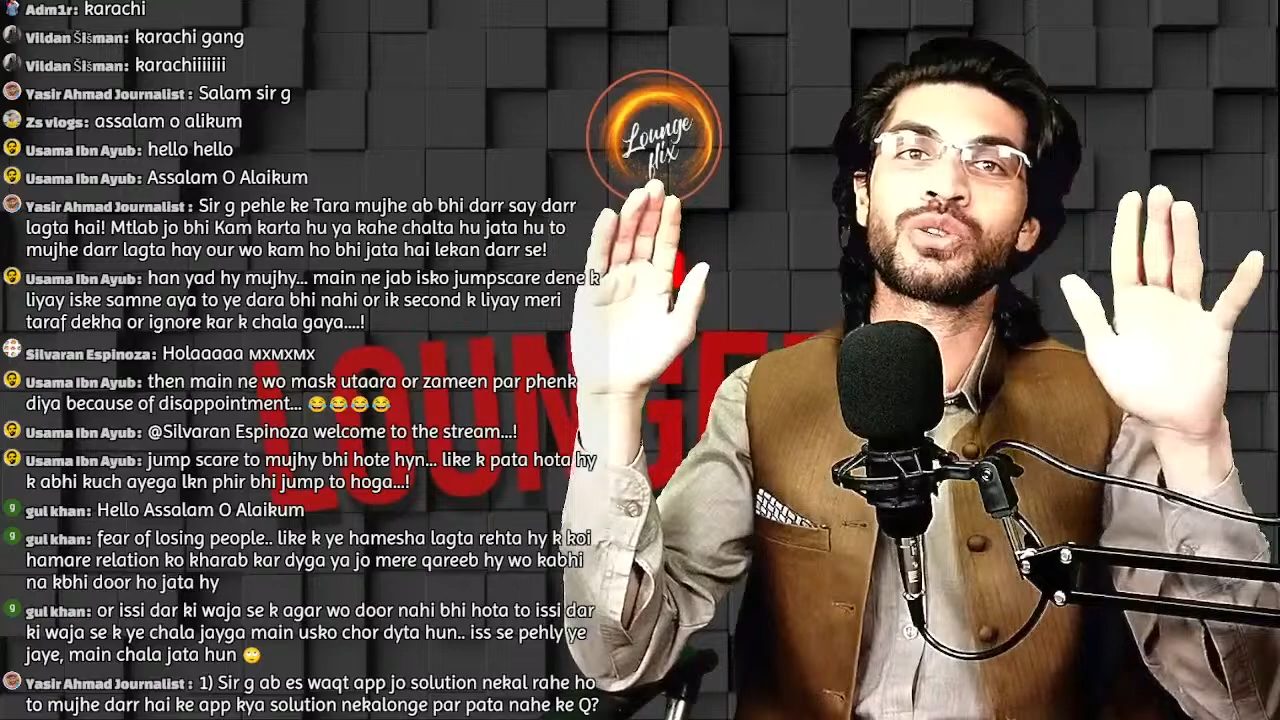 Adm1r: karachi
Vildan Šišman: karachi gang
Vildan Šišman: karachiiiiiii
Yasir Ahmad Journalist : Salam sir g
Zs vlogs: assalam o alikum
Usama Ibn Ayub: hello hello
Usama Ibn Ayub: Assalam O Alaikum
Yasir Ahmad Journalist : Sir g pehle ke Tara mujhe ab bhi darr say darr
lagta hai! Mtlab jo bhi Kam karta hu ya kahe chalta hu jata hu to
mujhe darr lagta hay our wo kam ho bhi jata hai lekan darr se!
Usama Ibn Ayub: han yad hy mujhy... main ne jab isko jumpscare dene k
liyay iske samne aya to ye dara bhi nahi or ik second k liyay meri
taraf dekha or ignore kar k chala gaya....!
Silvaran Espinoza: Holaaaaa мxмxмx
Usama Ibn Ayub: then main ne wo mask utaara or zameen par phenk
diya because of disappointment... 😂😂😂😂
Usama Ibn Ayub: @Silvaran Espinoza welcome to the stream...!
Usama Ibn Ayub: jump scare to mujhy bhi hote hyn... like k pata hota hy
k abhi kuch ayega lkn phir bhi jump to hoga...!
gul khan: Hello Assalam O Alaikum
gul khan: fear of losing people.. like k ye hamesha lagta rehta hy k koi
hamare relation ko kharab kar dyga ya jo mere qareeb hy wo kabhi
na kbhi door ho jata hy
gul khan: or issi dar ki waja se k agar wo door nahi bhi hota to issi dar
ki waja se k ye chala jayga main usko chor dyta hun.. iss se pehly ye
jaye, main chala jata hun 🙄
Yasir Ahmad Journalist : 1) Sir g ab es waqt app jo solution nekal rahe ho
to mujhe darr hai ke app kya solution nekalonge par pata nahe ke Q?
Lounge
flix